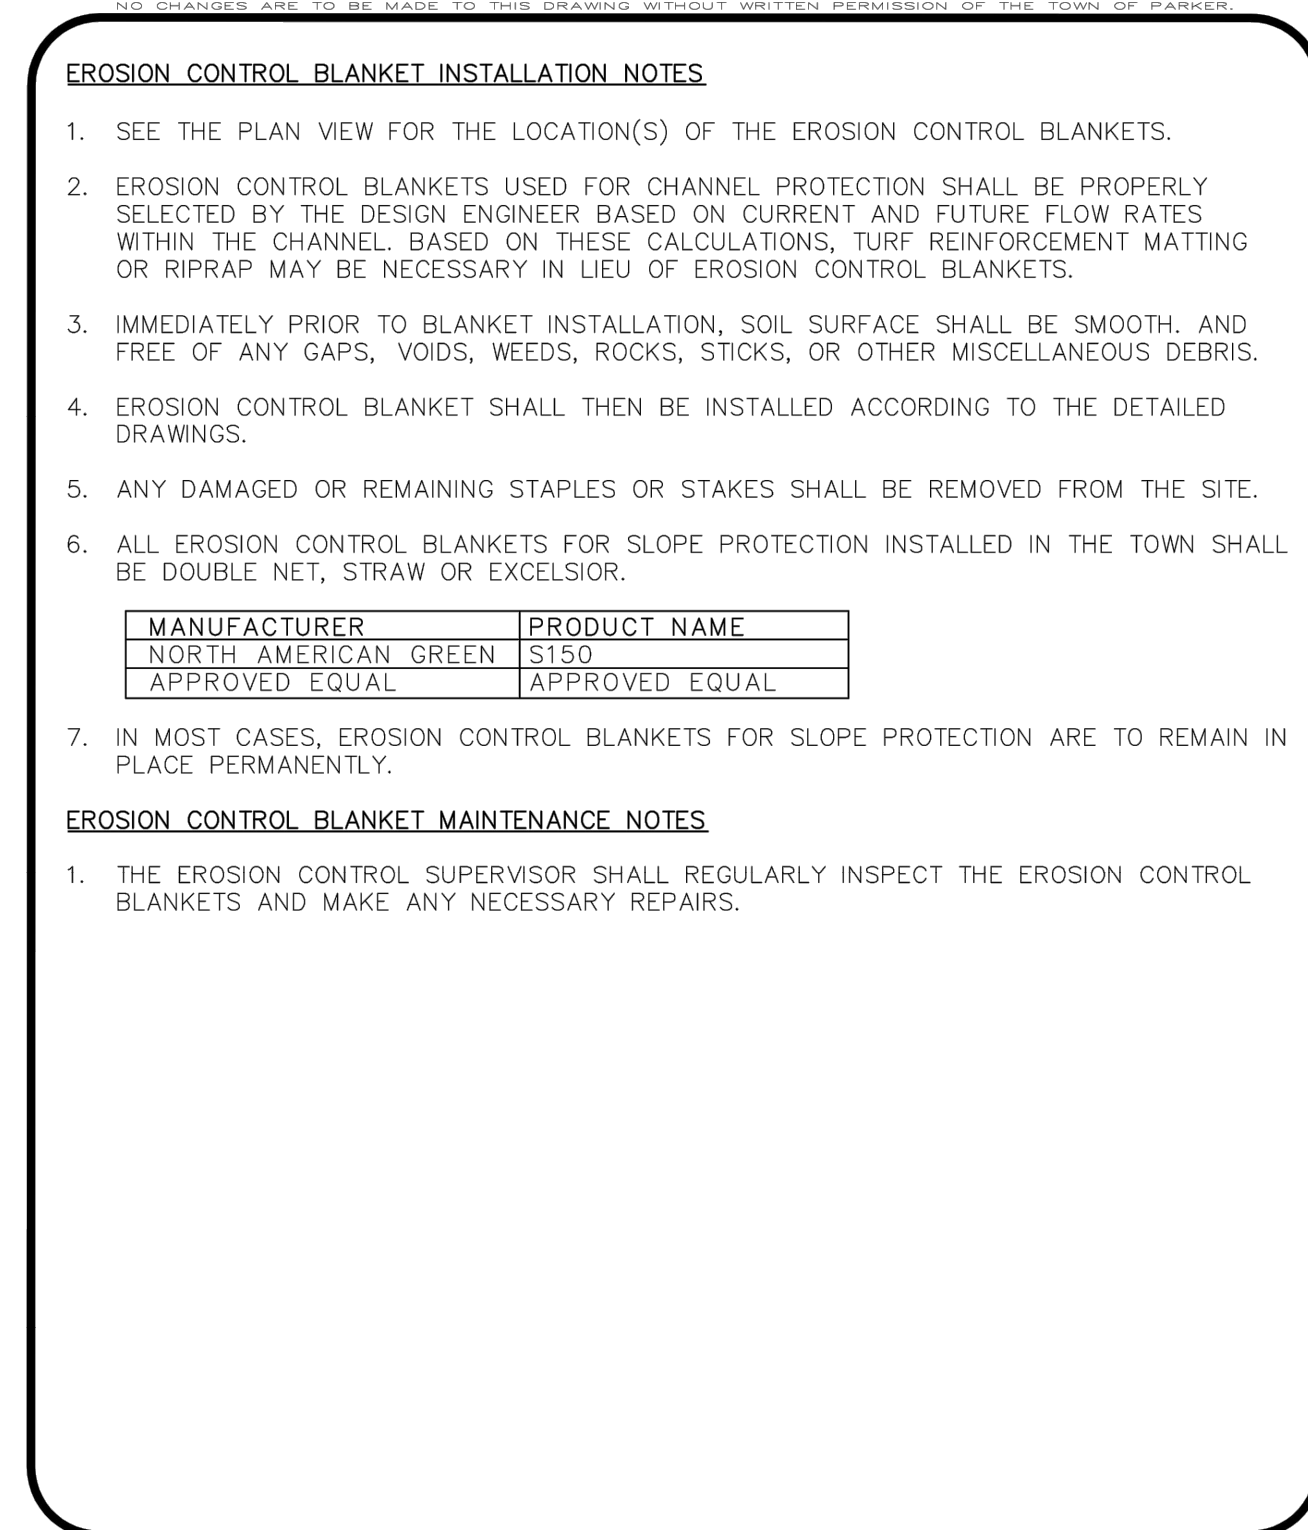 NO CHANGES ARE TO BE MADE TO THIS DRAWING WITHOUT WRITTEN PERMISSION OF THE TOWN OF PARKER.
EROSION CONTROL BLANKET INSTALLATION NOTES
1. SEE THE PLAN VIEW FOR THE LOCATION(S) OF THE EROSION CONTROL BLANKETS.
2. EROSION CONTROL BLANKETS USED FOR CHANNEL PROTECTION SHALL BE PROPERLY
SELECTED BY THE DESIGN ENGINEER BASED ON CURRENT AND FUTURE FLOW RATES
WITHIN THE CHANNEL. BASED ON THESE CALCULATIONS, TURF REINFORCEMENT MATTING
OR RIPRAP MAY BE NECESSARY IN LIEU OF EROSION CONTROL BLANKETS.
3. IMMEDIATELY PRIOR TO BLANKET INSTALLATION, SOIL SURFACE SHALL BE SMOOTH. AND
FREE OF ANY GAPS, VOIDS, WEEDS, ROCKS, STICKS, OR OTHER MISCELLANEOUS DEBRIS.
4. EROSION CONTROL BLANKET SHALL THEN BE INSTALLED ACCORDING TO THE DETAILED
DRAWINGS.
5. ANY DAMAGED OR REMAINING STAPLES OR STAKES SHALL BE REMOVED FROM THE SITE.
6. ALL EROSION CONTROL BLANKETS FOR SLOPE PROTECTION INSTALLED IN THE TOWN SHALL
BE DOUBLE NET, STRAW OR EXCELSIOR.
MANUFACTURER PRODUCT NAME
NORTH AMERICAN GREEN S150
APPROVED EQUAL APPROVED EQUAL
7. IN MOST CASES, EROSION CONTROL BLANKETS FOR SLOPE PROTECTION ARE TO REMAIN IN
PLACE PERMANENTLY.
EROSION CONTROL BLANKET MAINTENANCE NOTES
1. THE EROSION CONTROL SUPERVISOR SHALL REGULARLY INSPECT THE EROSION CONTROL
BLANKETS AND MAKE ANY NECESSARY REPAIRS.